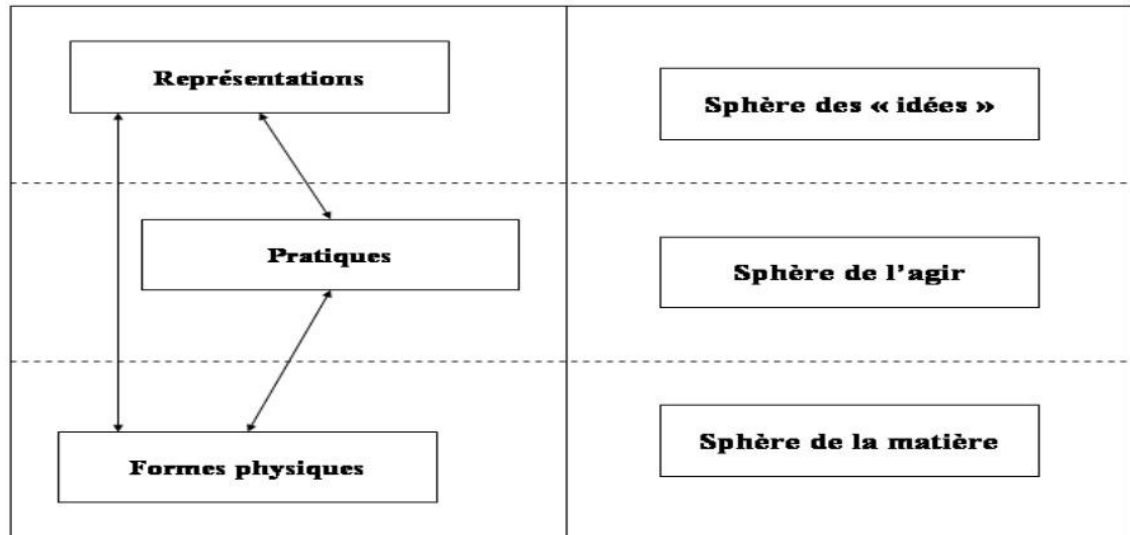 Représentations
Sphère des « idées »
Pratiques
Sphère de l’agir
Formes physiques
Sphère de la matière